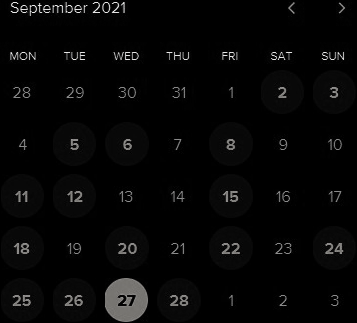 September 2021 < >
MON TUE WED THU FRI SAT SUN
28 29 30 31 1 2 3
4 5 6 7 8 9 10
11 12 13 14 15 16 17
18 19 20 21 22 23 24
25 26 27 28 1 2 3